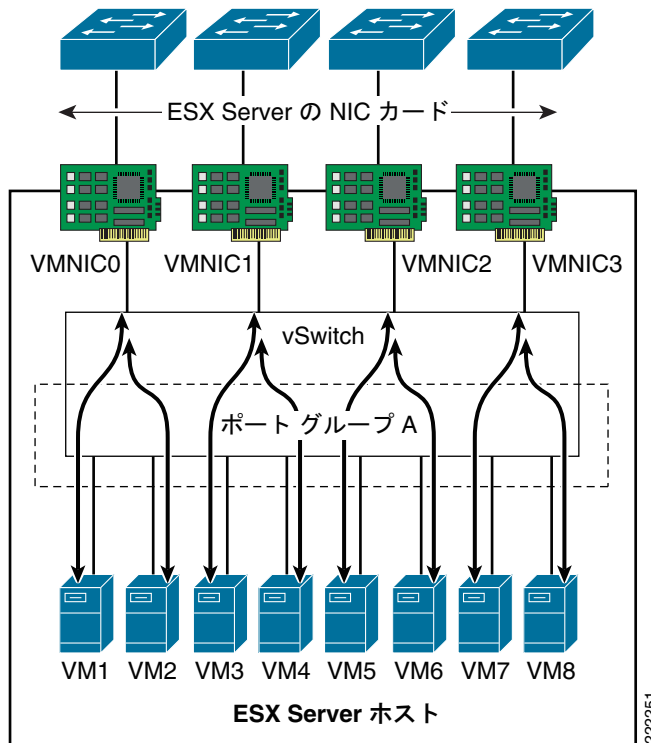 ESX Server の NIC カード
VMNIC0 VMNIC1 VMNIC2 VMNIC3
vSwitch
ポート グループ A
VM1 VM2 VM3 VM4 VM5 VM6 VM7 VM8
ESX Server ホスト